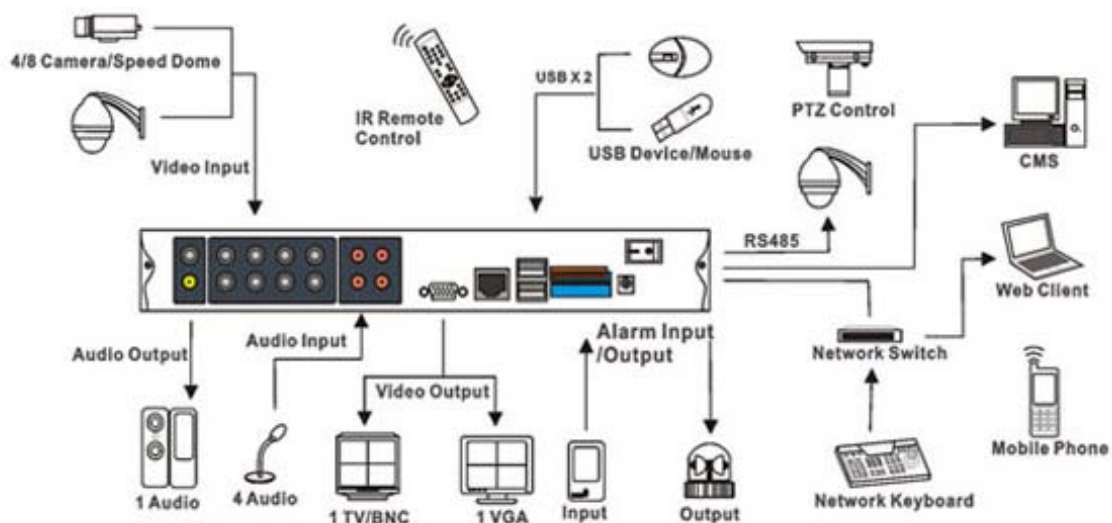 4/8 Camera/Speed Dome
Video Input
IR Remote
Control
USB X 2
USB Device/Mouse
PTZ Control
CMS
RS485
Web Client
Audio Output
Audio Input
Video Output
Alarm Input
/Output
Network Switch
Mobile Phone
1 Audio
4 Audio
1 TV/BNC
1 VGA
Input
Output
Network Keyboard